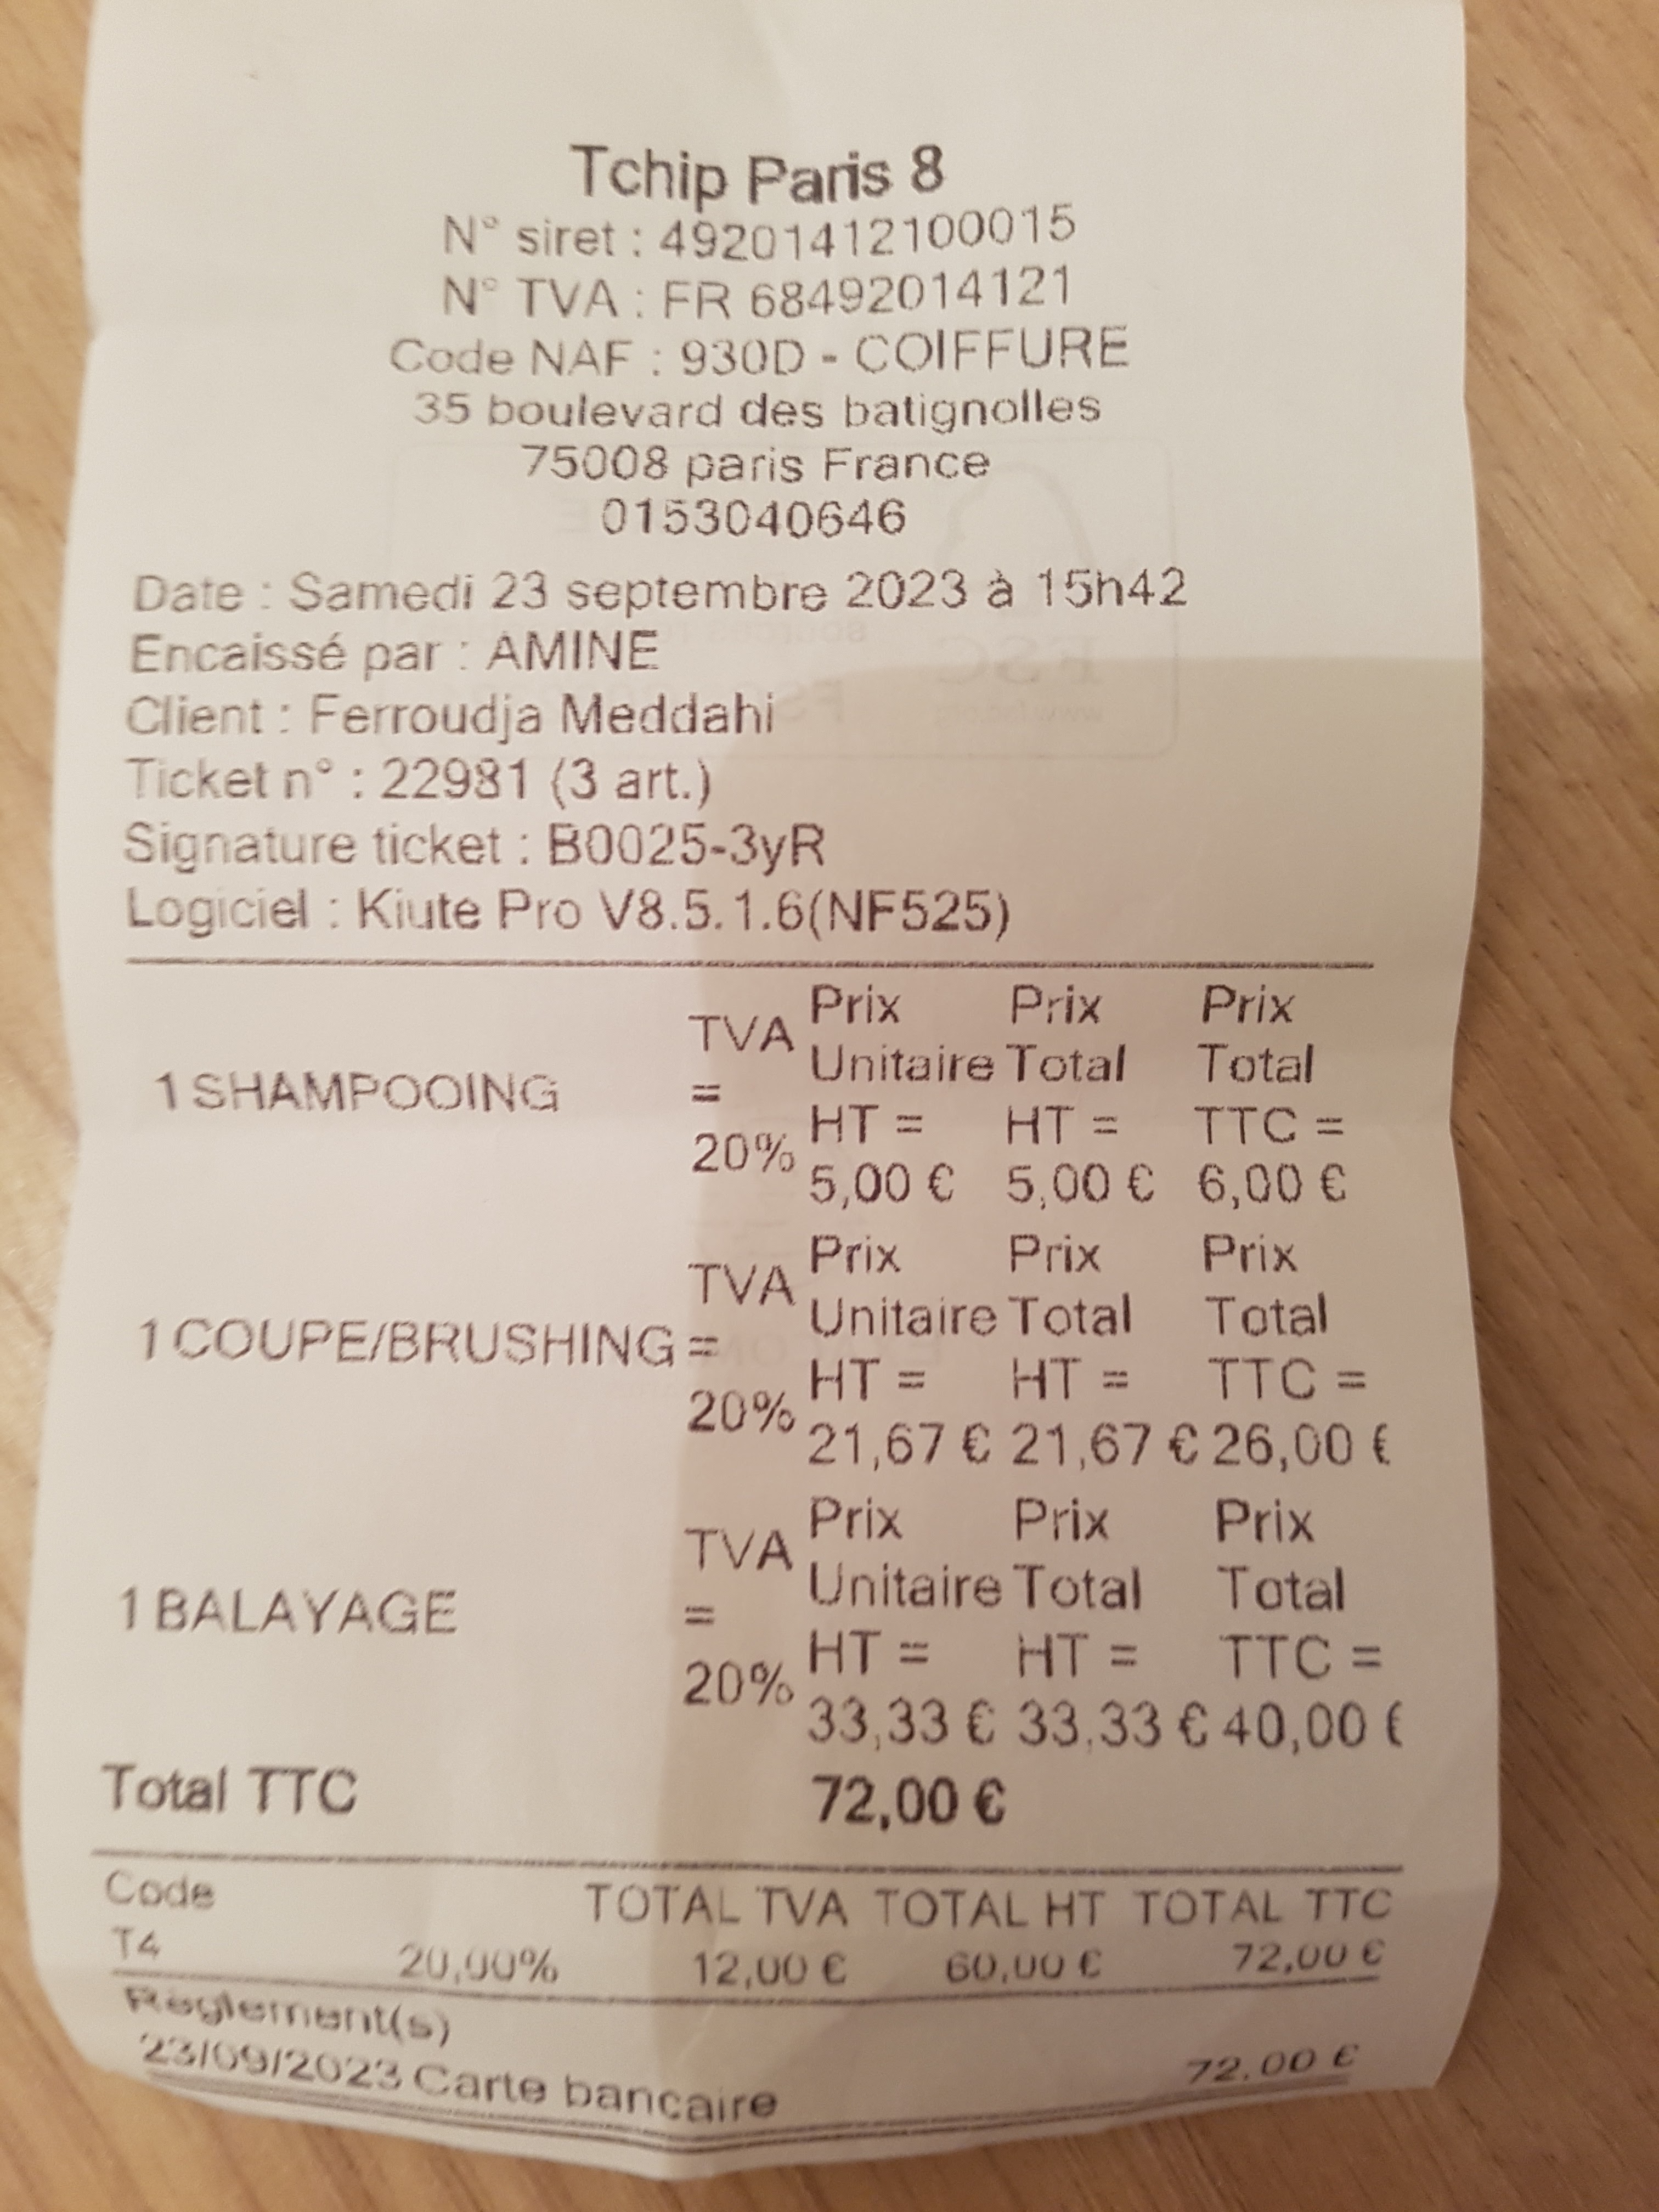 Tchip Paris 8
N° siret : 49201412100015
N° TVA : FR 68492014121
Code NAF : 930D - COIFFURE
35 boulevard des batignolles
75008 paris France
0153040646
Date : Samedi 23 septembre 2023 à 15h42
Encaissé par : AMINE
Client : Ferroudja Meddahi
Ticket n° : 22981 (3 art.)
Signature ticket : B0025-3yR
Logiciel : Kiute Pro V8.5.1.6(NF525)
TVA Prix Prix Prix
Unitaire Total Total
1 SHAMPOOING =
HT = HT = TTC =
20%
5,00 € 5,00 € 6,00 €
TVA Prix Prix Prix
Unitaire Total Total
1 COUPE/BRUSHING =
HT = HT = TTC =
20%
21,67 € 21,67 € 26,00 €
TVA Prix Prix Prix
Unitaire Total Total
1 BALAYAGE =
HT = HT = TTC =
20%
33,33 € 33,33 € 40,00 €
Total TTC 72,00 €
Code TOTAL TVA TOTAL HT TOTAL TTC
T4 20,00% 12,00 € 60,00 € 72,00 €
Règlement(s)
23/09/2023 Carte bancaire 72,00 €